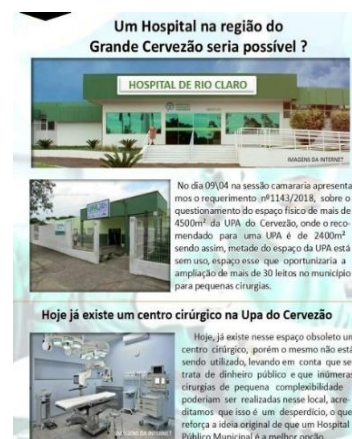 Um Hospital na região do
Grande Cervezão seria possível ?
HOSPITAL DE RIO CLARO
IMAGENS DA INTERNET
No dia 09\04 na sessão camararia apresenta
mos o requerimento nº1143/2018, sobre o
questionamento do espaço físico de mais de
4500m² da UPA do Cervezão, onde o reco-
mendado para uma UPA é de 2400m²
sendo assim, metade do espaço da UPA está
sem uso, espaço esse que oportunizaria a
ampliação de mais de 30 leitos no município
para pequenas cirurgias.
Hoje já existe um centro cirúrgico na Upa do Cervezão
Hoje, já existe nesse espaço obsoleto um
centro cirúrgico, porém o mesmo não está
sendo utilizado, levando em conta que se
trata de dinheiro público e que inúmeras
cirurgias de pequena complexibilidade
poderiam ser realizadas nesse local, acre-
ditamos que isso é um desperdício, o que
reforça a ideia original de que um Hospital
Público Municipal é a melhor opção.
IMAGENS DA INTERNET